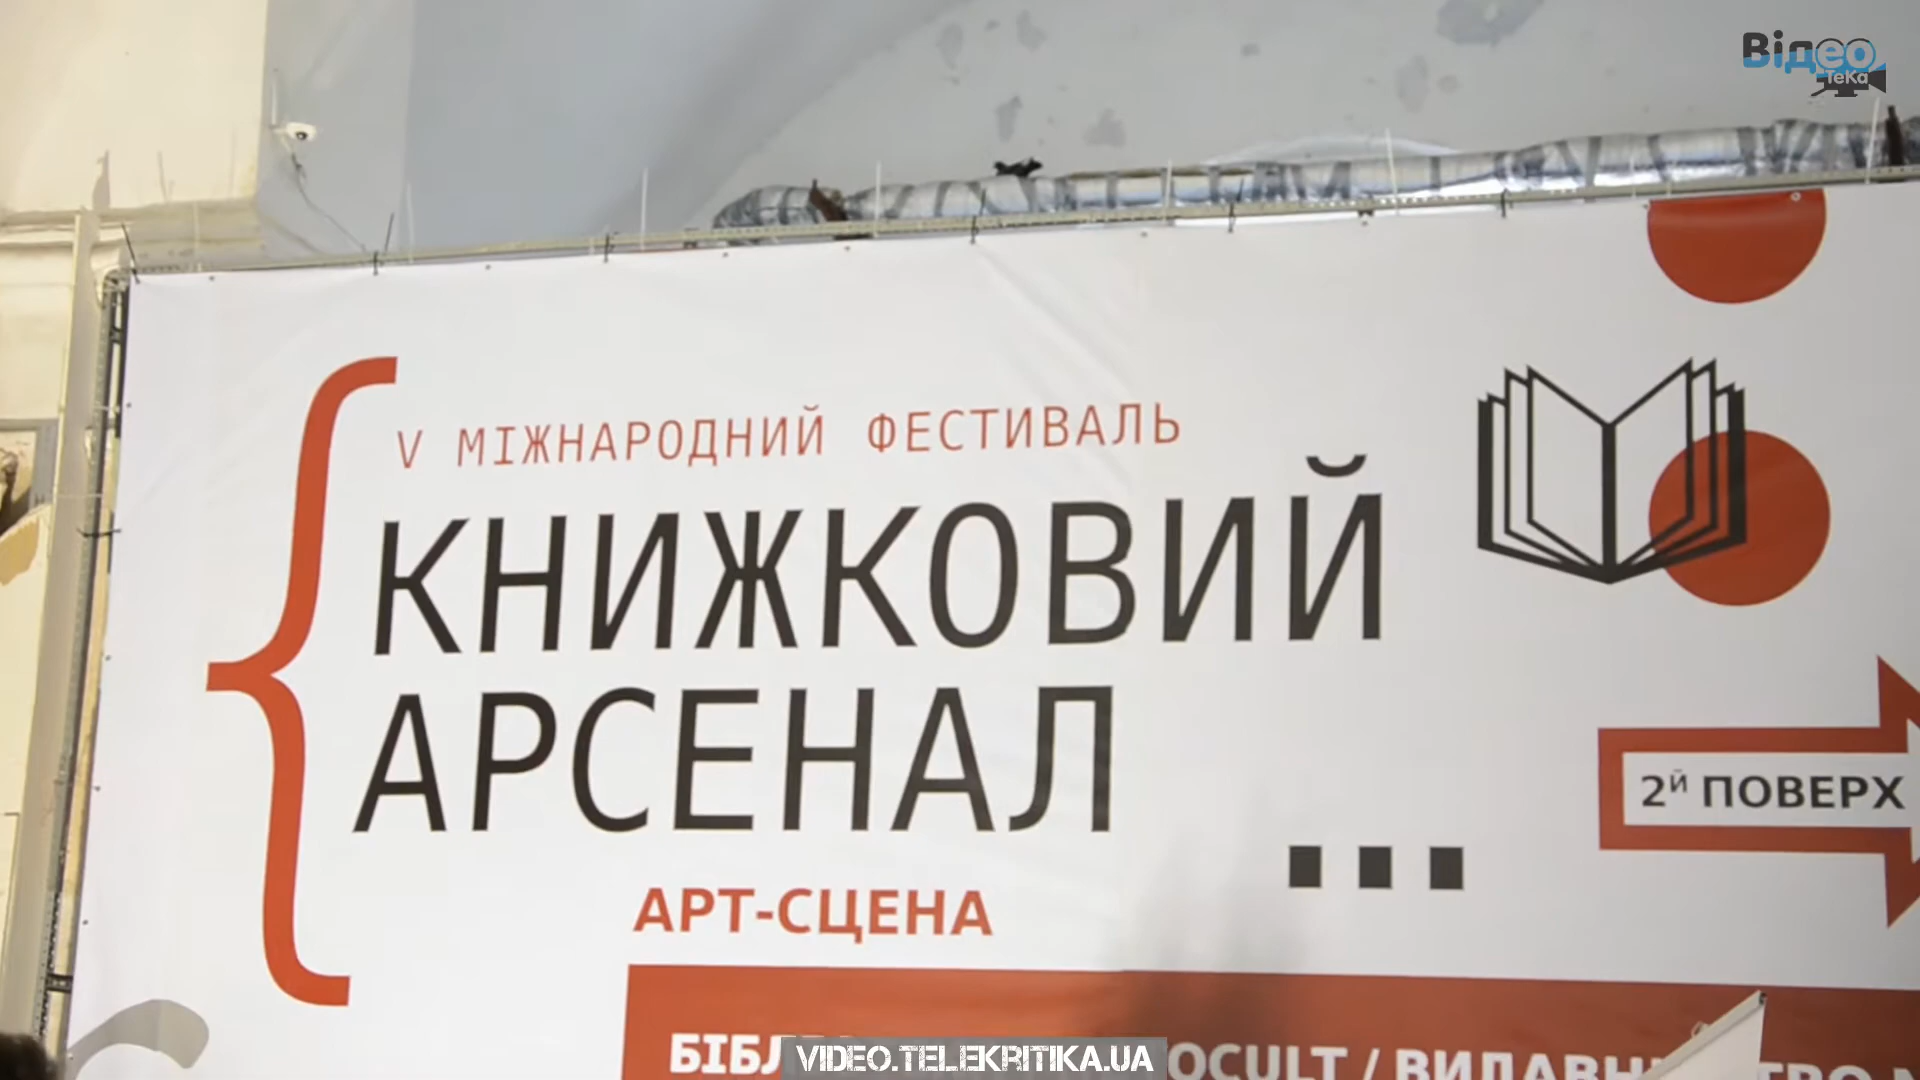 Відео
ТеКа
V МІЖНАРОДНИЙ ФЕСТИВАЛЬ
КНИЖКОВИЙ
АРСЕНАЛ
...
2й ПОВЕРХ
АРТ-СЦЕНА
VIDEO.TELEKRITIKA.UA